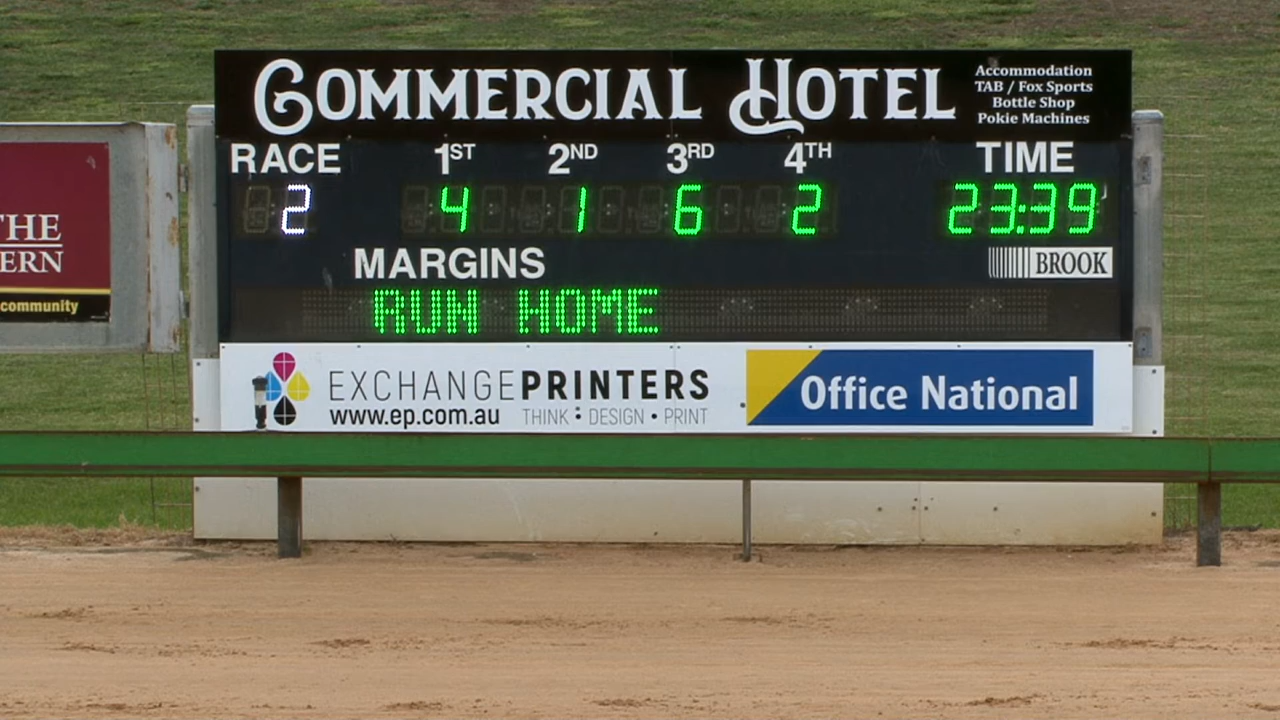 COMMERCIAL HOTEL
Accommodation
TAB / Fox Sports
Bottle Shop
Pokie Machines
RACE 1ST 2ND 3RD 4TH TIME
2 4 1 6 2 23:39
MARGINS
BROOK
RUN HOME
THE
ERN
community
EXCHANGEPRINTERS
www.ep.com.au THINK • DESIGN • PRINT
Office National